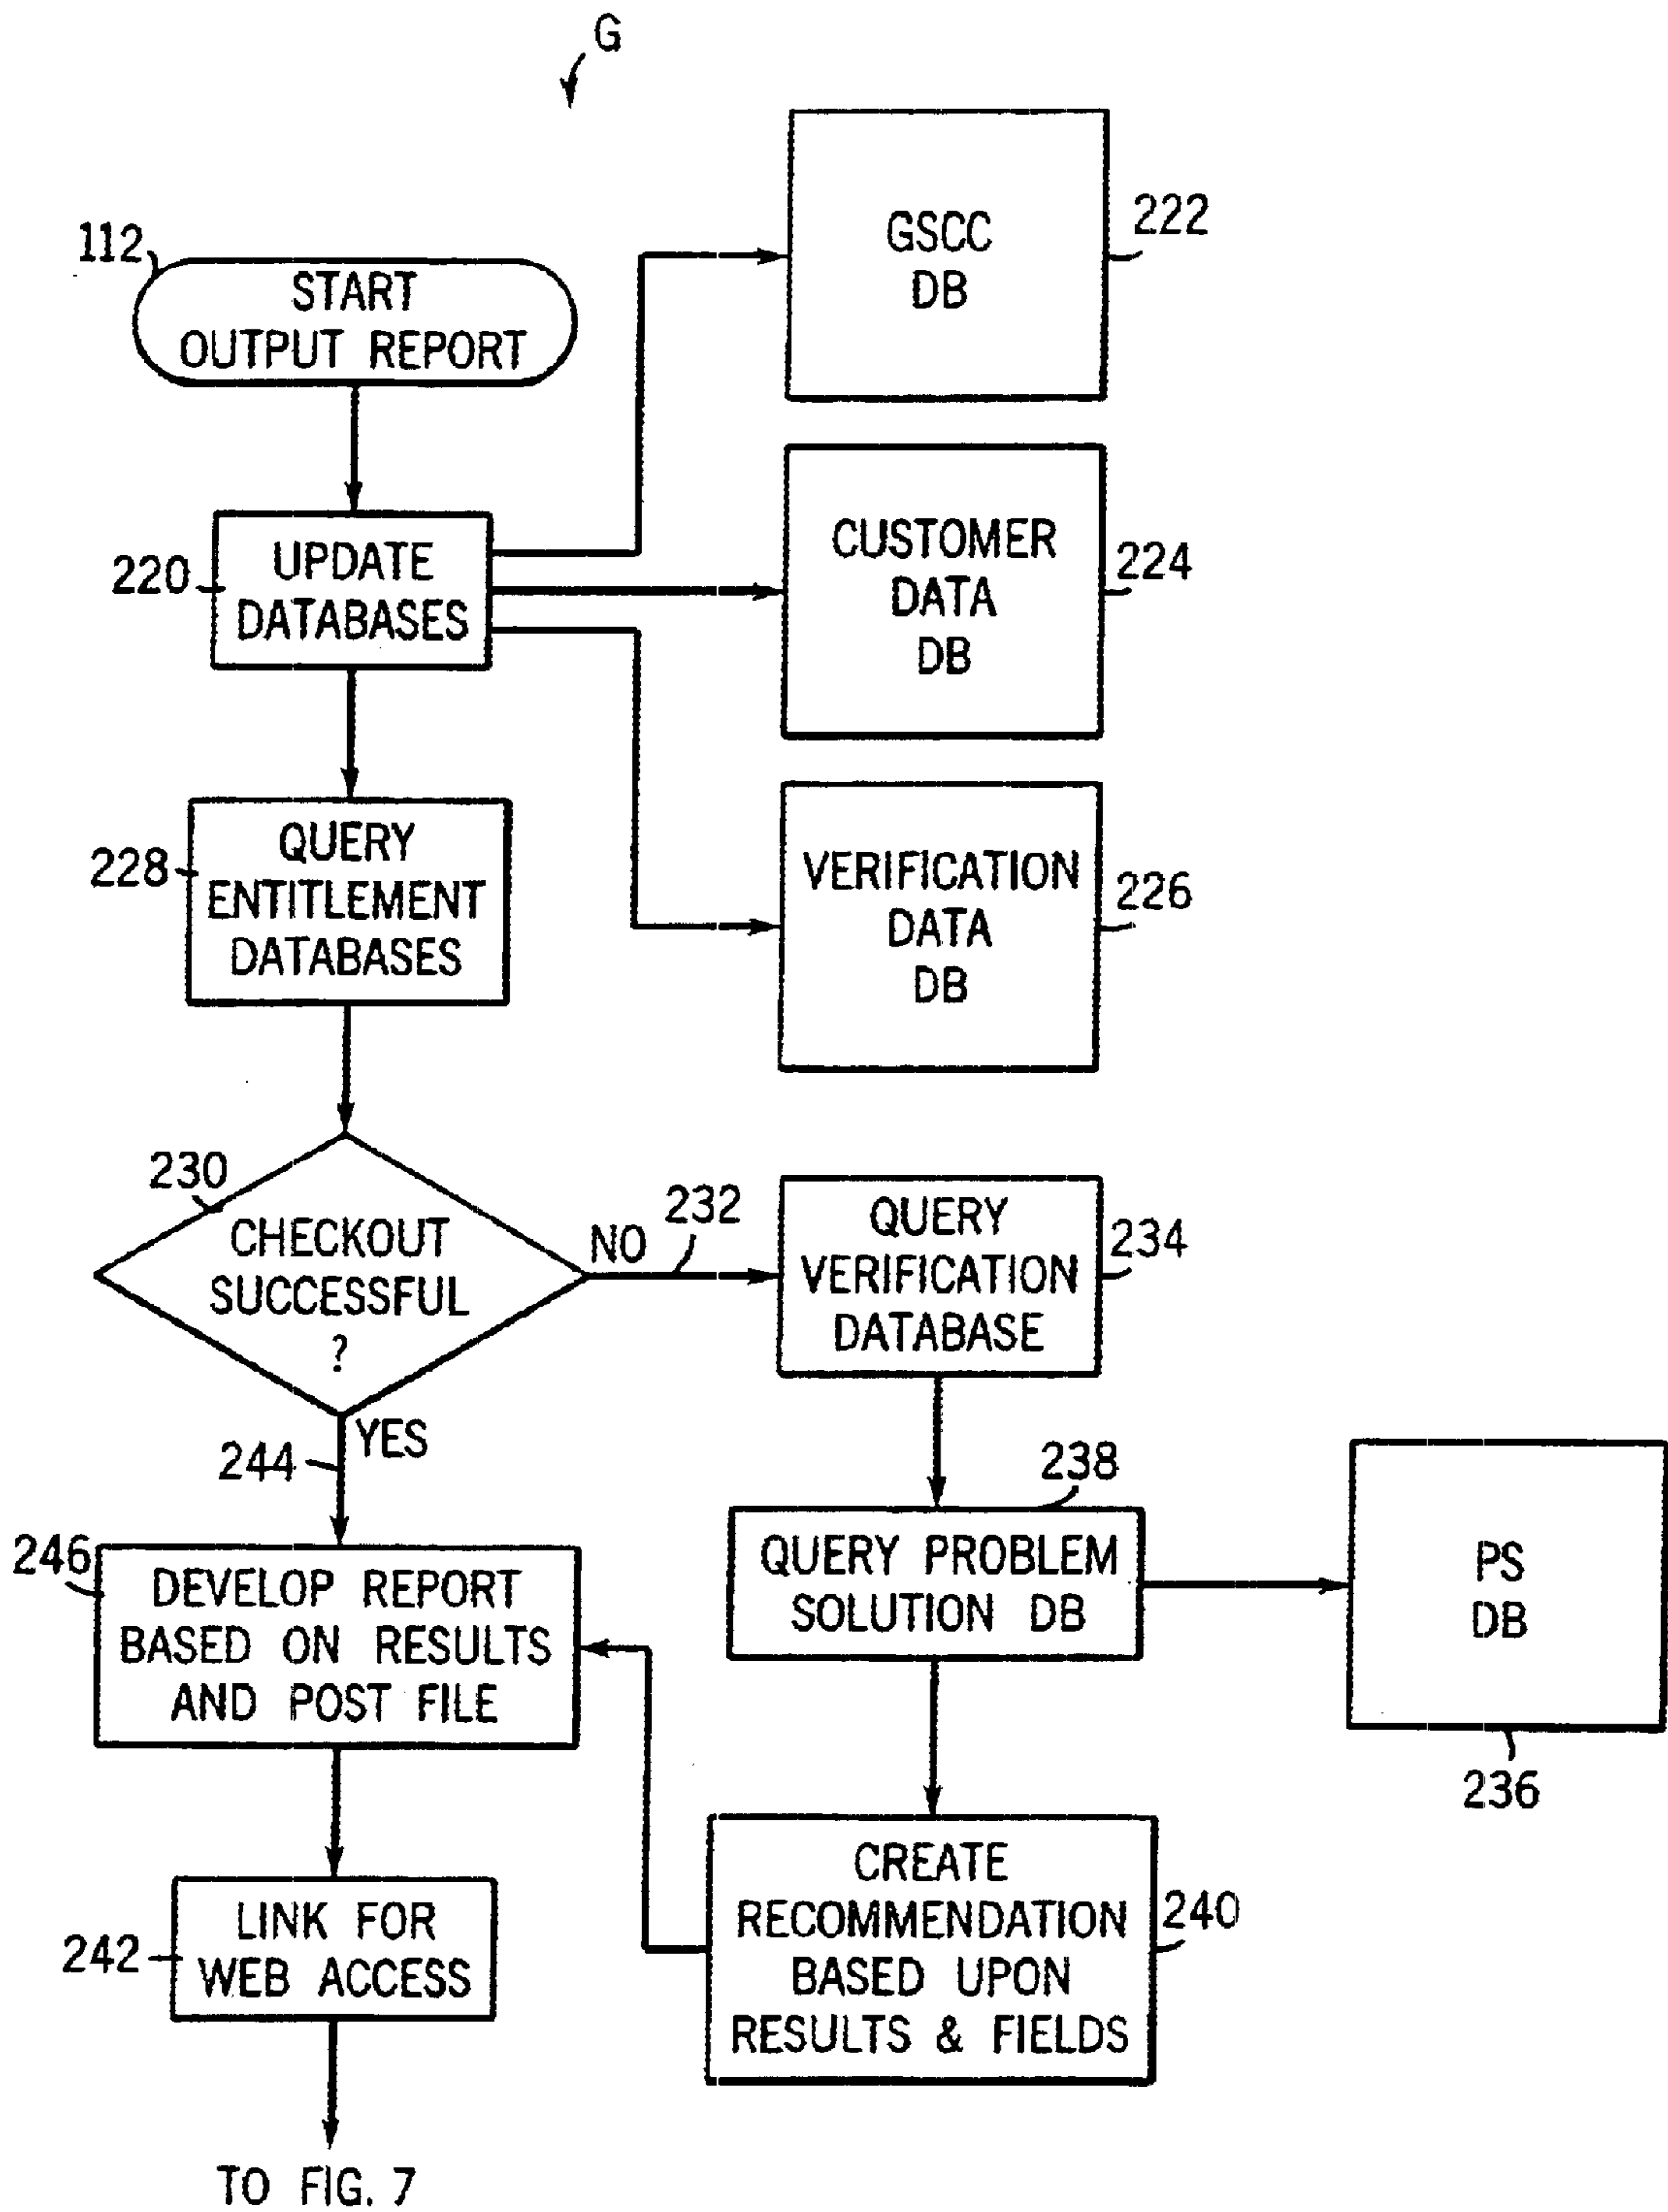 G
GSCC
DB
222
112
START
OUTPUT REPORT
CUSTOMER
DATA
DB
224
220
UPDATE
DATABASES
VERIFICATION
DATA
DB
226
228
QUERY
ENTITLEMENT
DATABASES
230
CHECKOUT
SUCCESSFUL
?
NO
232
QUERY
VERIFICATION
DATABASE
234
YES
244
238
QUERY PROBLEM
SOLUTION DB
PS
DB
236
246
DEVELOP REPORT
BASED ON RESULTS
AND POST FILE
CREATE
RECOMMENDATION
BASED UPON
RESULTS & FIELDS
240
242
LINK FOR
WEB ACCESS
TO FIG. 7